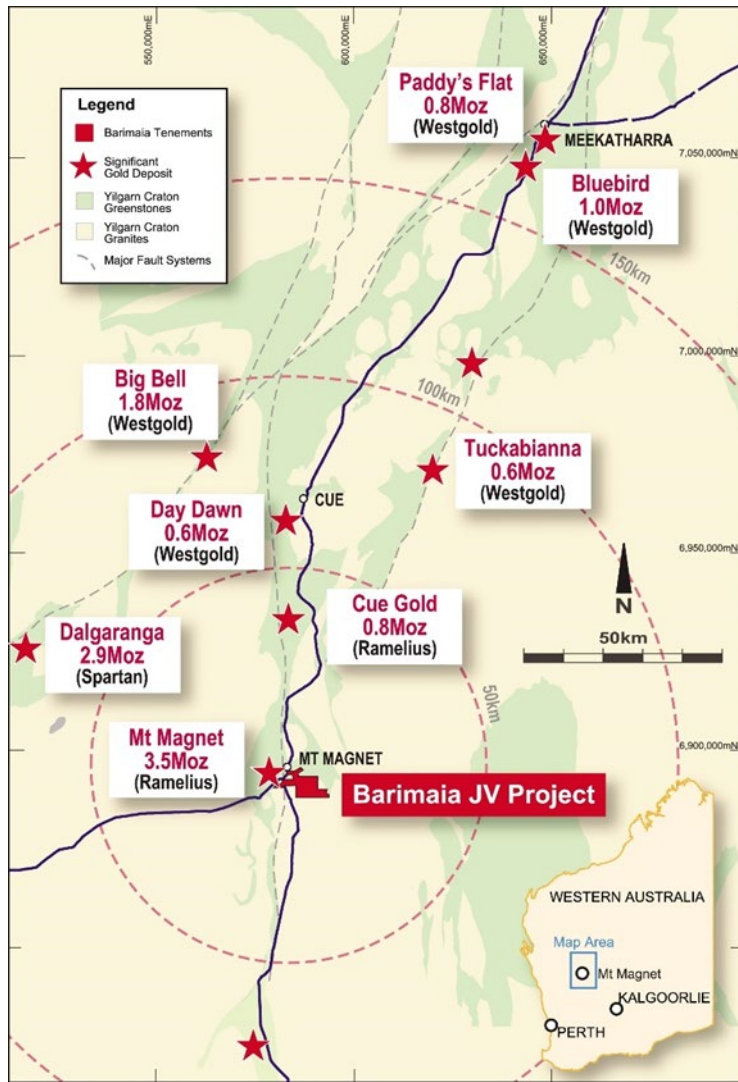 550,000mE
600,000mE
650,000mE
Legend
Barimaia Tenements
Significant
Gold Deposit
Yilgarn Craton
Greenstones
Yilgarn Craton
Granites
Major Fault Systems
Paddy's Flat
0.8Moz
(Westgold)
MEEKATHARRA
7,050,000mN
Bluebird
1.0Moz
(Westgold)
150km
7,000,000mN
100km
Big Bell
1.8Moz
(Westgold)
Tuckabianna
0.6Moz
(Westgold)
CUE
Day Dawn
0.6Moz
(Westgold)
6,950,000mN
N
50km
Cue Gold
0.8Moz
(Ramelius)
Dalgaranga
2.9Moz
(Spartan)
50km
Mt Magnet
3.5Moz
(Ramelius)
MT MAGNET
6,900,000mN
Barimaia JV Project
WESTERN AUSTRALIA
Map Area
Mt Magnet
KALGOORLIE
PERTH